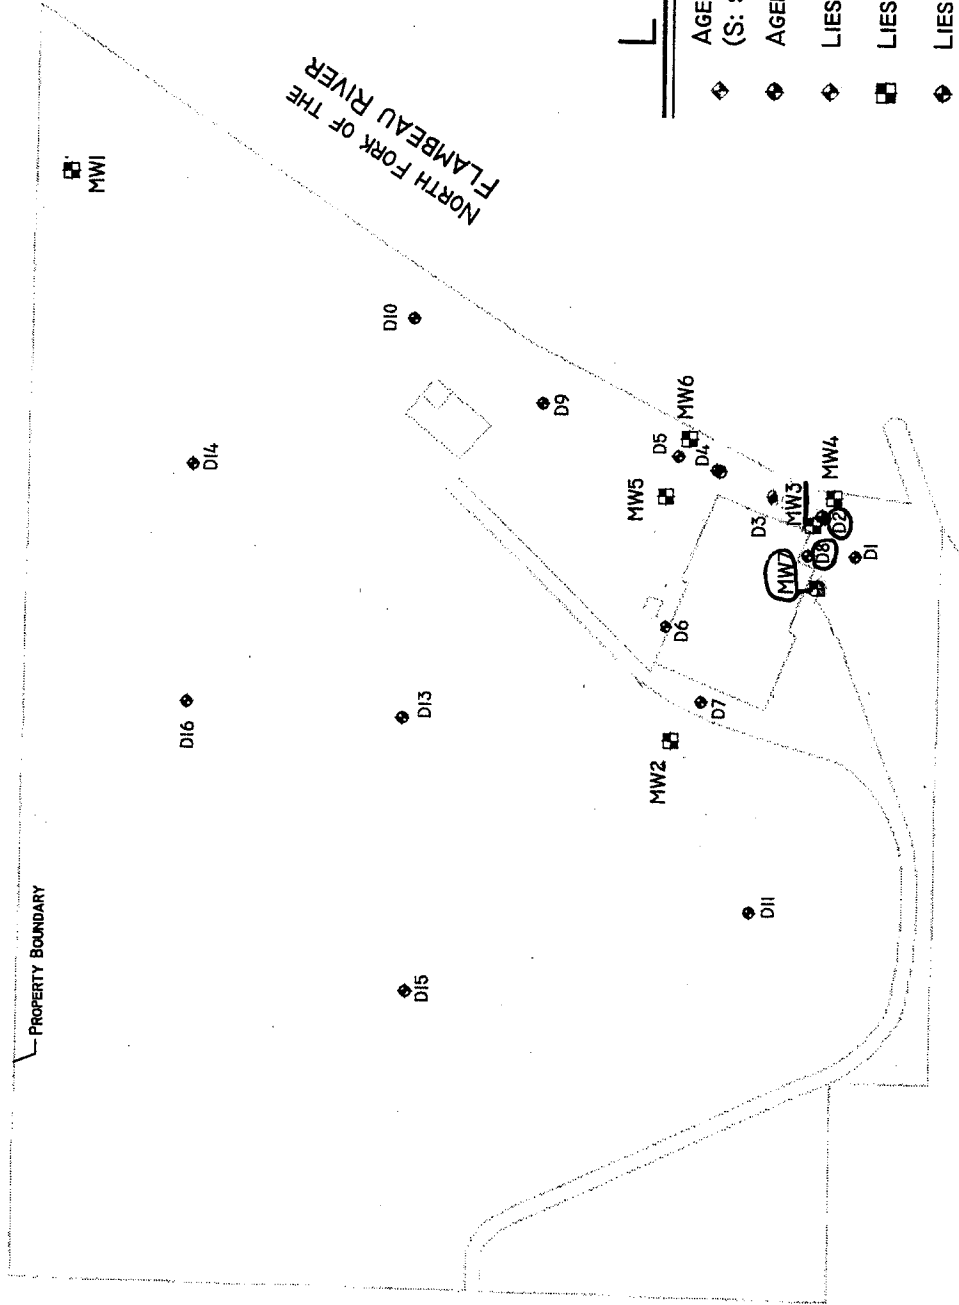 PROPERTY BOUNDARY
MW1
NORTH FORK OF THE
FLAMBEAU RIVER
D10
D14
D9
MW6
D5
D4
MW5
MW4
MW3
D3
D2
D8
D1
MW7
D6
D16
D13
D7
MW2
D11
D15
L
AGE
(S:
AGE
LIES
LIES
LIES